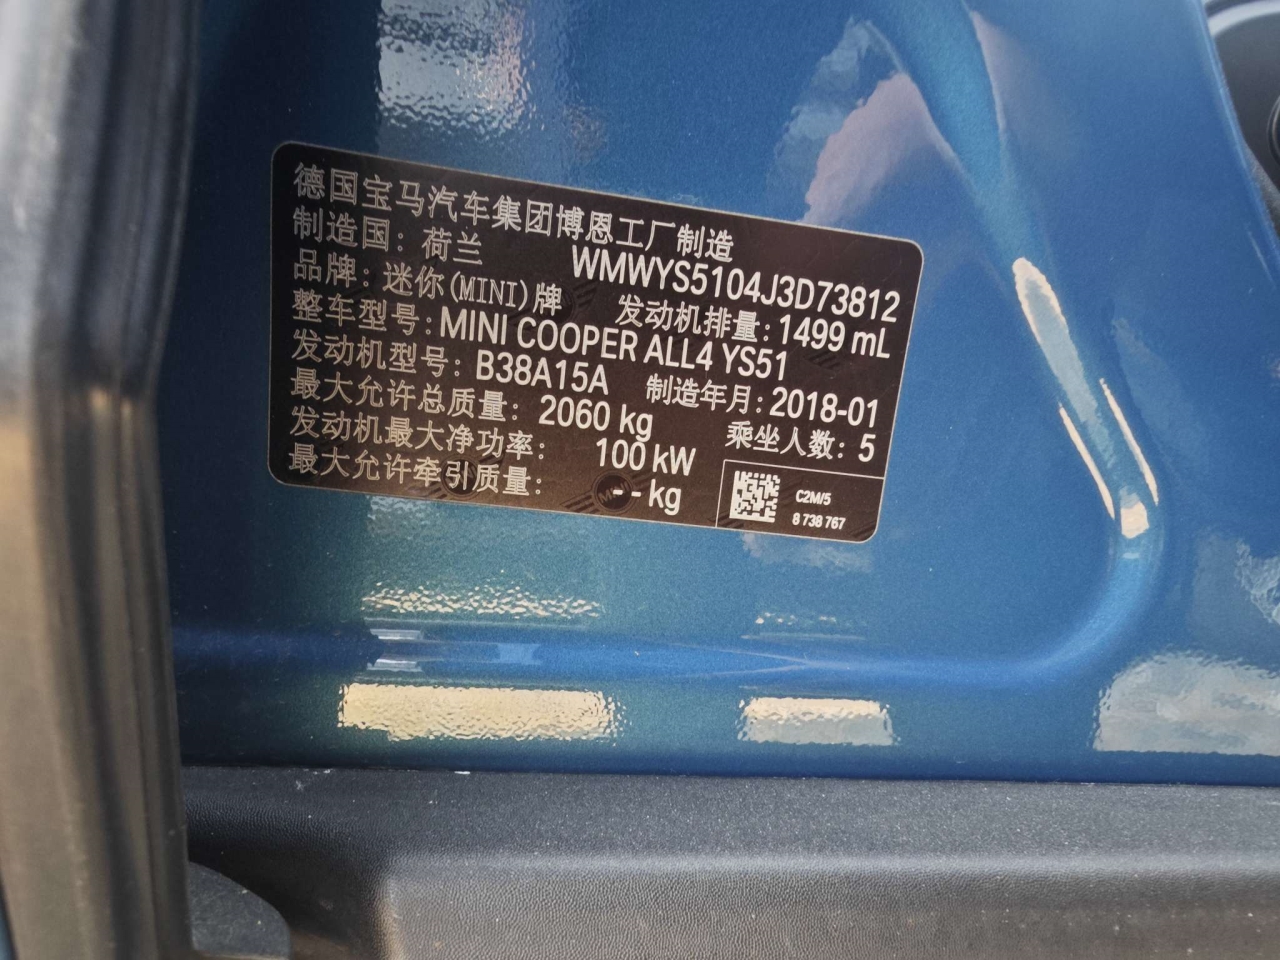 德国宝马汽车集团团博恩工厂制造
制造国：荷兰 WMWYS5104J3D73812
品牌：迷你(MINI)牌 发动机排量：1499 mL
整车型号：MINI COOPER ALL4 YS51
发动机型号：B38A15A 制造年月：2018-01
最大允许总质量：2060 kg 乘坐人数：5
发动机最大净功率：100 kW
最大允许牵引质量：--kg
C2M/5
8 738 767